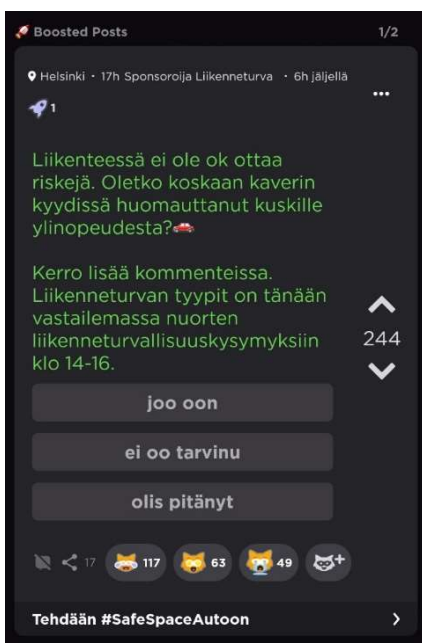 Boosted Posts 1/2
Helsinki · 17h Sponsoroija Liikenneturva · 6h jäljellä
1
Liikenteessä ei ole ok ottaa
riskejä. Oletko koskaan kaverin
kyydissä huomauttanut kuskille
ylinopeudesta?
Kerro lisää kommenteissa.
Liikenneturvan tyypit on tänään
vastailemassa nuorten
liikenneturvallisuuskysymyksiin
klo 14-16.
244
joo oon
ei oo tarvinu
olis pitänyt
17 117 63 49
Tehdään #SafeSpaceAutoon